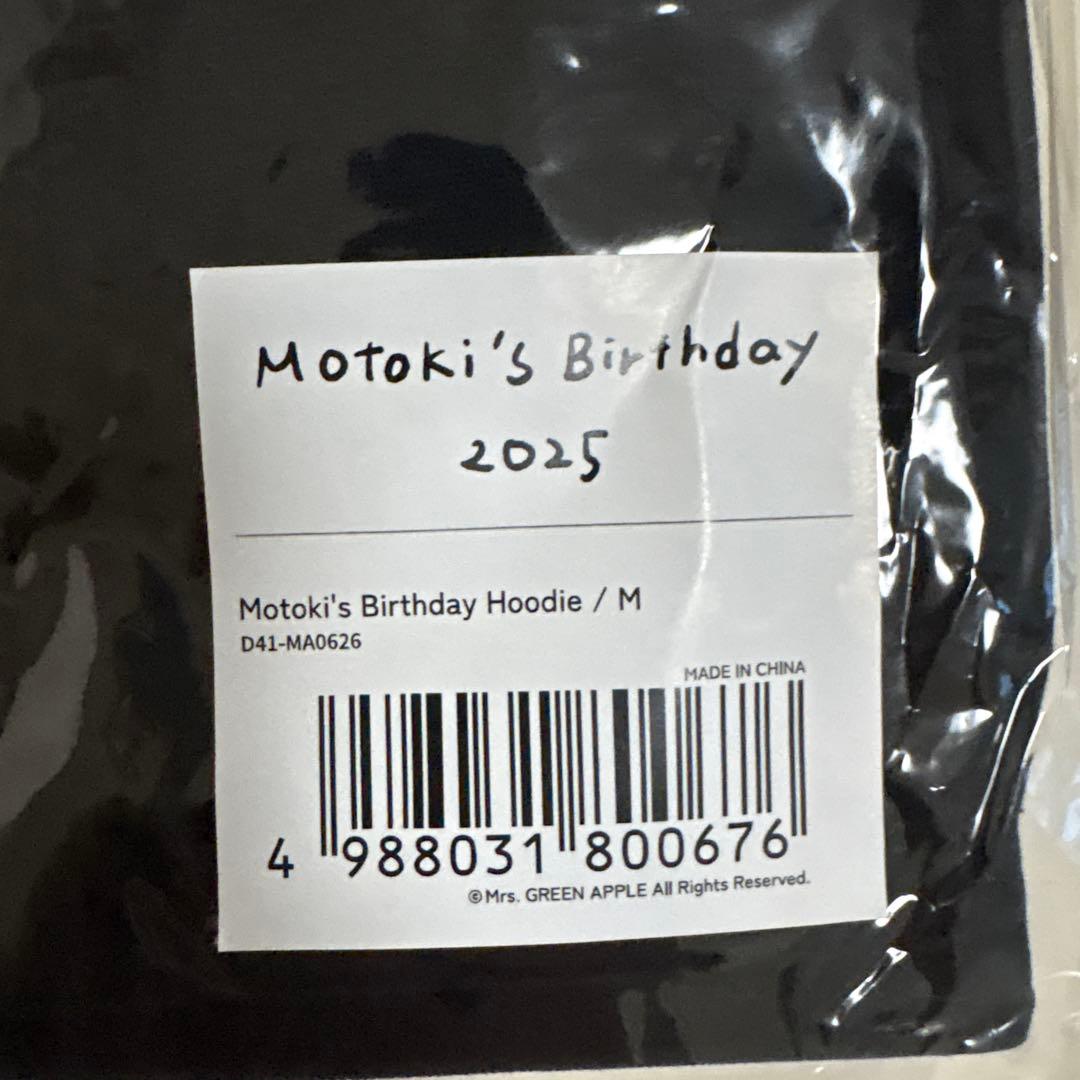 Motoki's Birthday
2025
Motoki's Birthday Hoodie / M
D41-MA0626
MADE IN CHINA
4 988031 800676
©Mrs. GREEN APPLE All Rights Reserved.